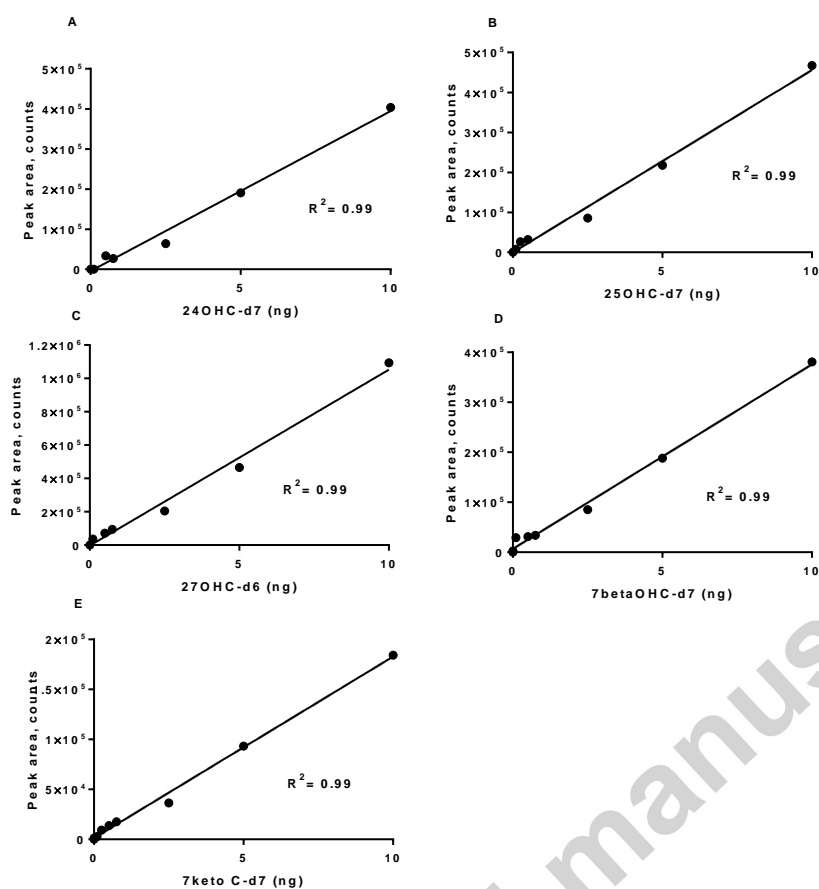 A
5×10⁵
4×10⁵
3×10⁵
2×10⁵
1×10⁵
0
Peak area, counts
R²= 0.99
0 5 10
24OHC-d7 (ng)
B
5×10⁵
4×10⁵
3×10⁵
2×10⁵
1×10⁵
0
Peak area, counts
R²= 0.99
0 5 10
25OHC-d7 (ng)
C
1.2×10⁶
1×10⁶
8×10⁵
6×10⁵
4×10⁵
2×10⁵
0
Peak area, counts
R²= 0.99
0 5 10
27OHC-d6 (ng)
D
4×10⁵
3×10⁵
2×10⁵
1×10⁵
0
Peak area, counts
R²= 0.99
0 5 10
7betaOHC-d7 (ng)
E
2×10⁵
1.5×10⁵
1×10⁵
5×10⁴
0
Peak area, counts
R²= 0.99
0 5 10
7keto C-d7 (ng)
manus